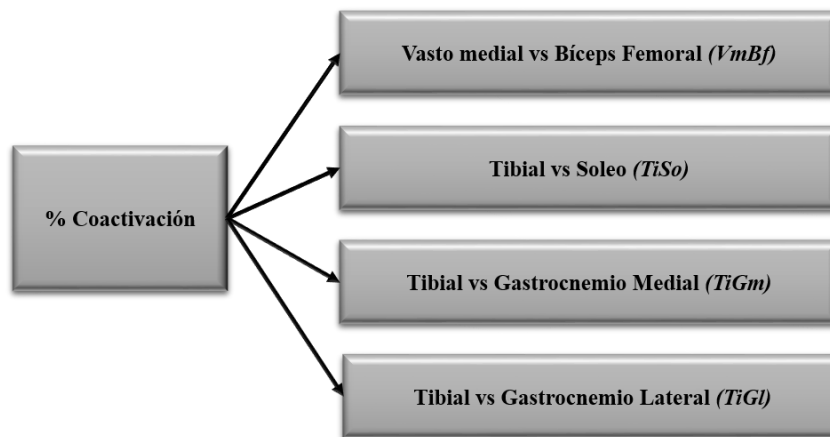 % Coactivación
Vasto medial vs Bíceps Femoral (VmBf)
Tibial vs Soleo (TiSo)
Tibial vs Gastrocnemio Medial (TiGm)
Tibial vs Gastrocnemio Lateral (TiGl)